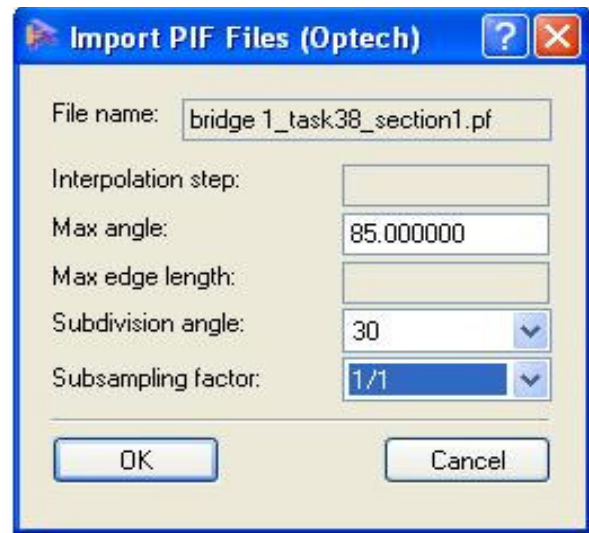 Import PIF Files (Optech)
File name: bridge 1_task38_section1.pf
Interpolation step:
Max angle: 85.000000
Max edge length:
Subdivision angle: 30
Subsampling factor: 1/1
OK Cancel